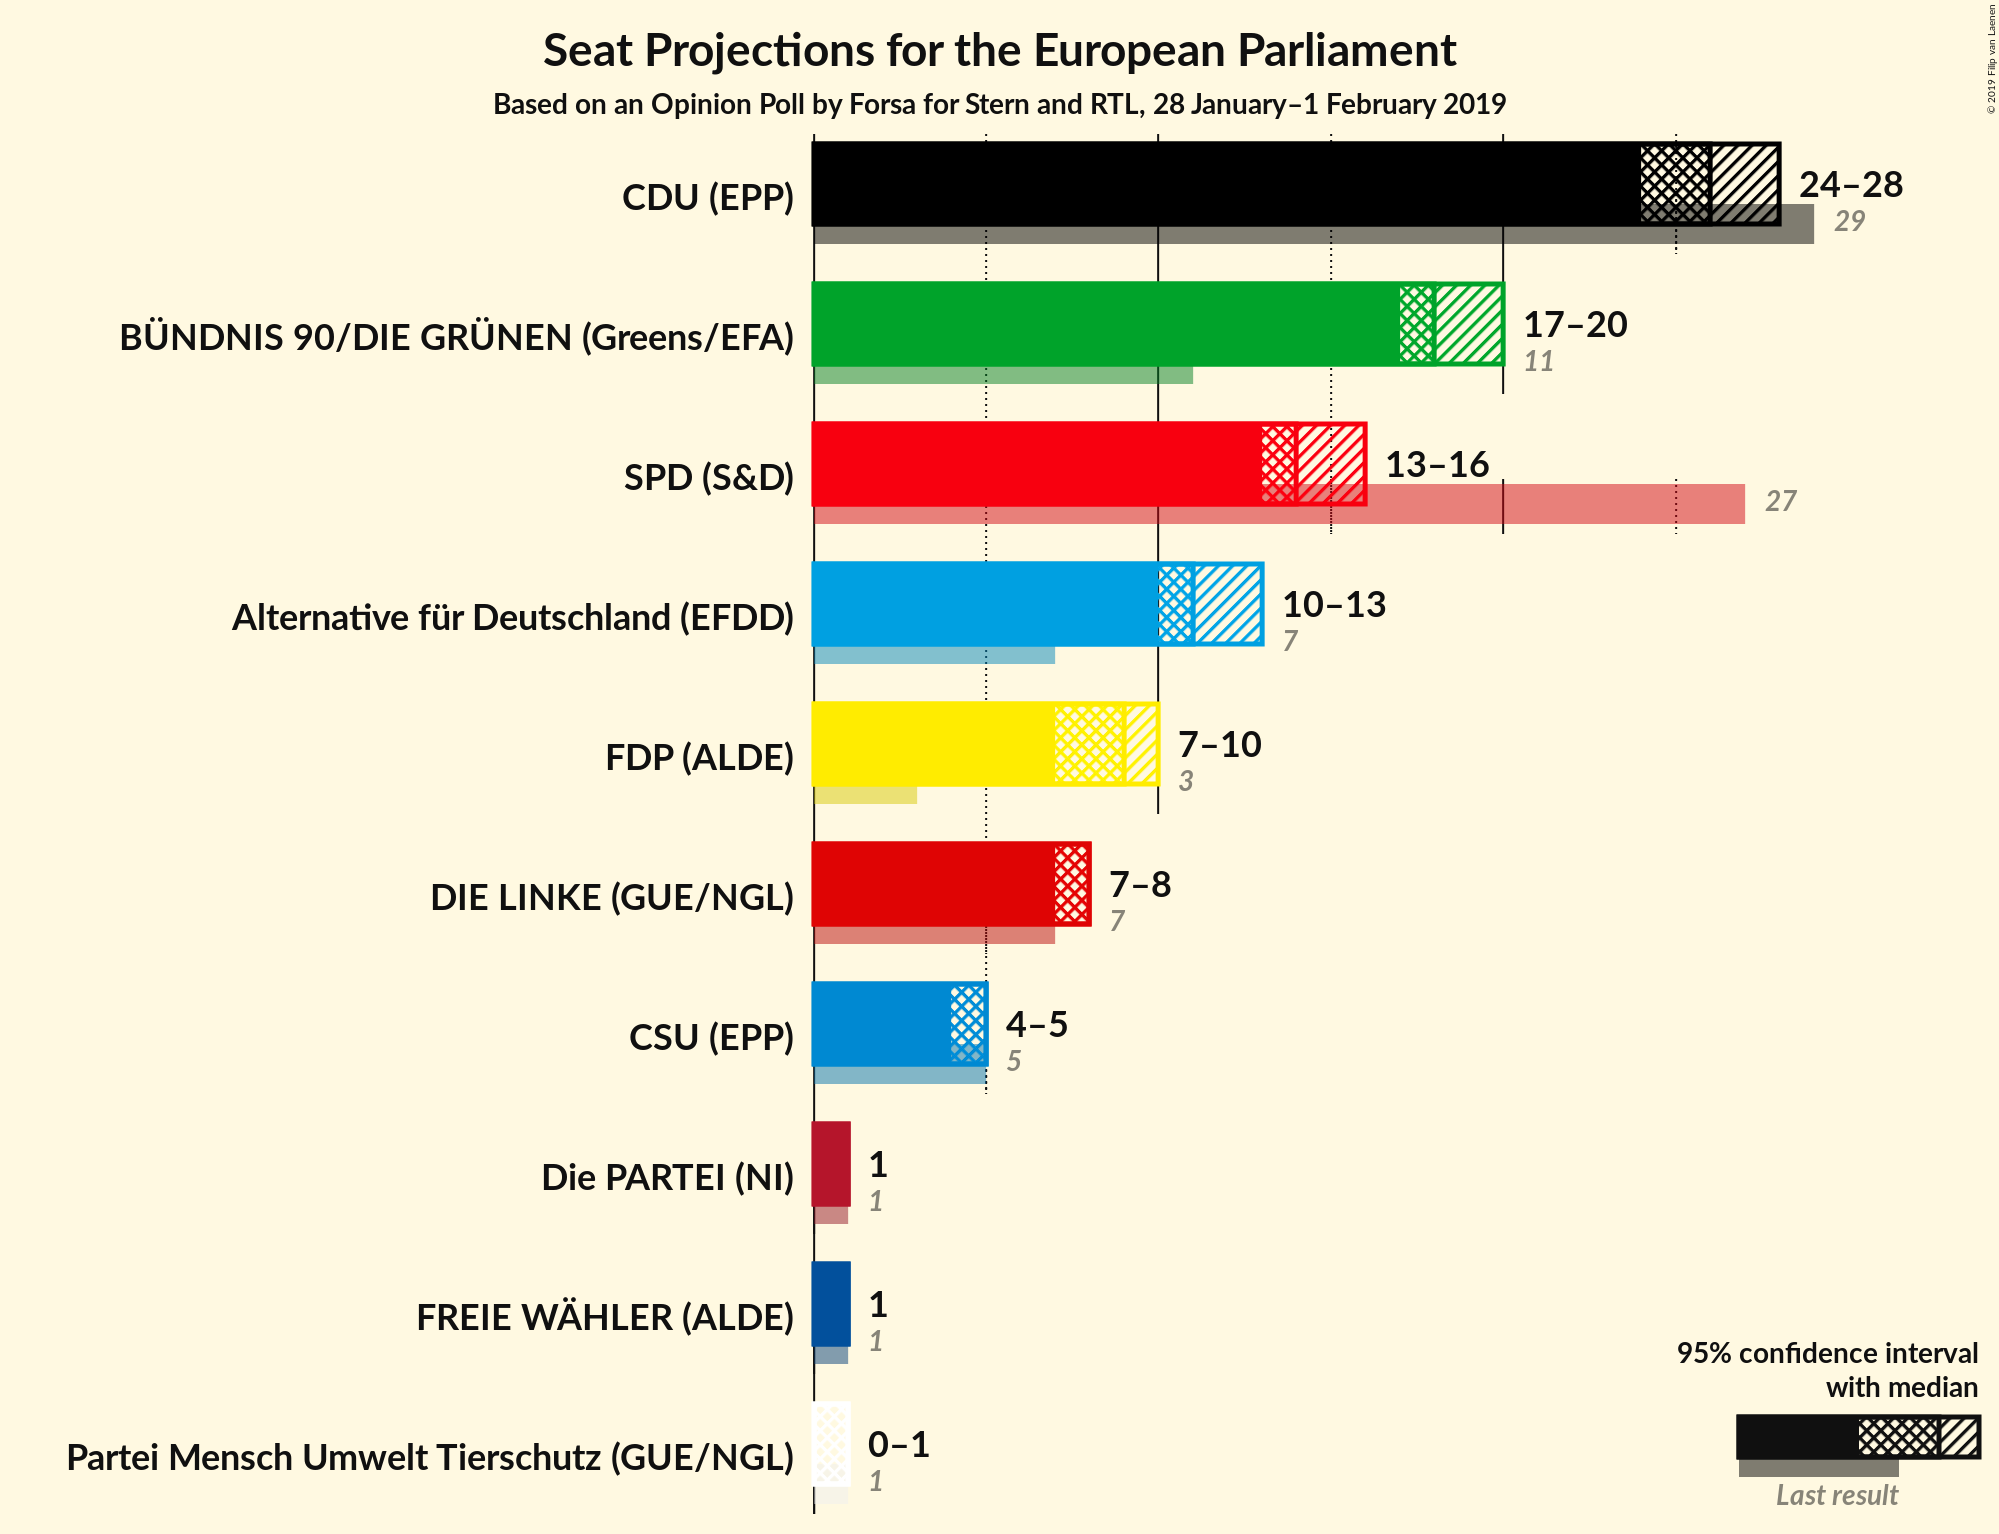 Seat Projections for the European Parliament
Based on an Opinion Poll by Forsa for Stern and RTL, 28 January–1 February 2019
© 2019 Filip van Laenen
CDU (EPP)
24–28
29
BÜNDNIS 90/DIE GRÜNEN (Greens/EFA)
17–20
11
SPD (S&D)
13–16
27
Alternative für Deutschland (EFDD)
10–13
7
FDP (ALDE)
7–10
3
DIE LINKE (GUE/NGL)
7–8
7
CSU (EPP)
4–5
5
Die PARTEI (NI)
1
1
FREIE WÄHLER (ALDE)
1
1
Partei Mensch Umwelt Tierschutz (GUE/NGL)
0–1
1
95% confidence interval
with median
Last result